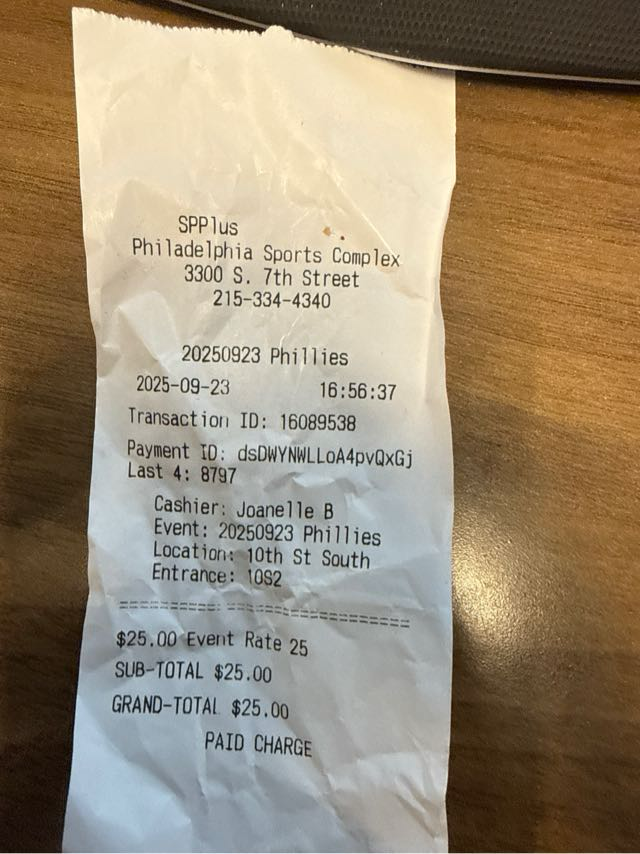 SPPlus
Philadelphia Sports Complex
3300 S. 7th Street
215-334-4340
20250923 Phillies
2025-09-23 16:56:37
Transaction ID: 16089538
Payment ID: dsDWYNWLLoA4pvQxGj
Last 4: 8797
Cashier: Joanelle B
Event: 20250923 Phillies
Location: 10th St South
Entrance: 10S2
$25.00 Event Rate 25
SUB-TOTAL $25.00
GRAND-TOTAL $25.00
PAID CHARGE